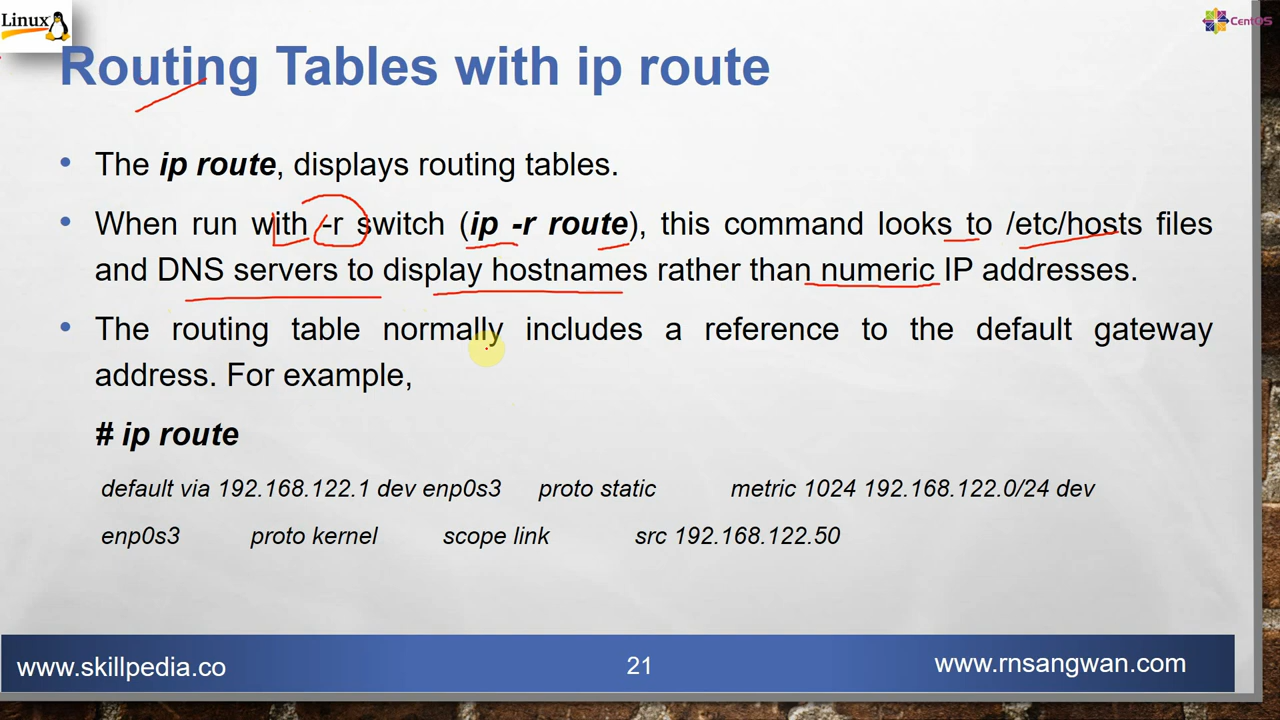 Linux
CentOS
Routing Tables with ip route
• The ip route, displays routing tables.
• When run with -r switch (ip -r route), this command looks to /etc/hosts files
and DNS servers to display hostnames rather than numeric IP addresses.
• The routing table normally includes a reference to the default gateway
address. For example,
# ip route
default via 192.168.122.1 dev enp0s3 proto static metric 1024 192.168.122.0/24 dev
enp0s3 proto kernel scope link src 192.168.122.50
www.skillpedia.co 21 www.rnsangwan.com